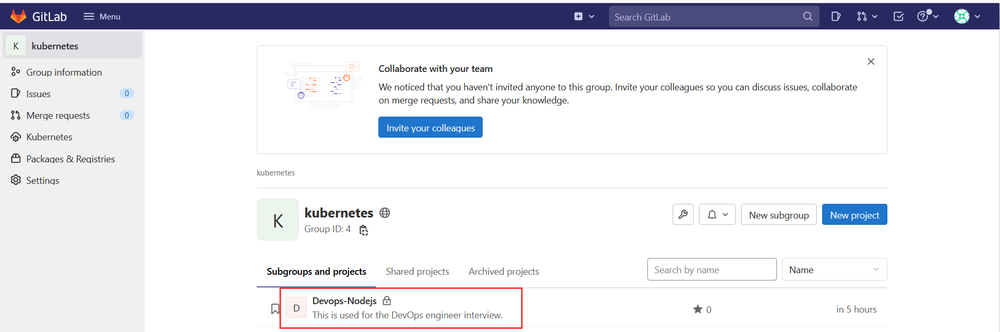 GitLab Menu Search GitLab
K kubernetes
Group information
Issues 0
Merge requests 0
Kubernetes
Packages & Registries
Settings
Collaborate with your team
We noticed that you haven't invited anyone to this group. Invite your colleagues so you can discuss issues, collaborate
on merge requests, and share your knowledge.
Invite your colleagues
kubernetes
K
kubernetes
Group ID: 4
New subgroup
New project
Subgroups and projects
Shared projects
Archived projects
Search by name
Name
D
Devops-Nodejs
This is used for the DevOps engineer interview.
0
in 5 hours